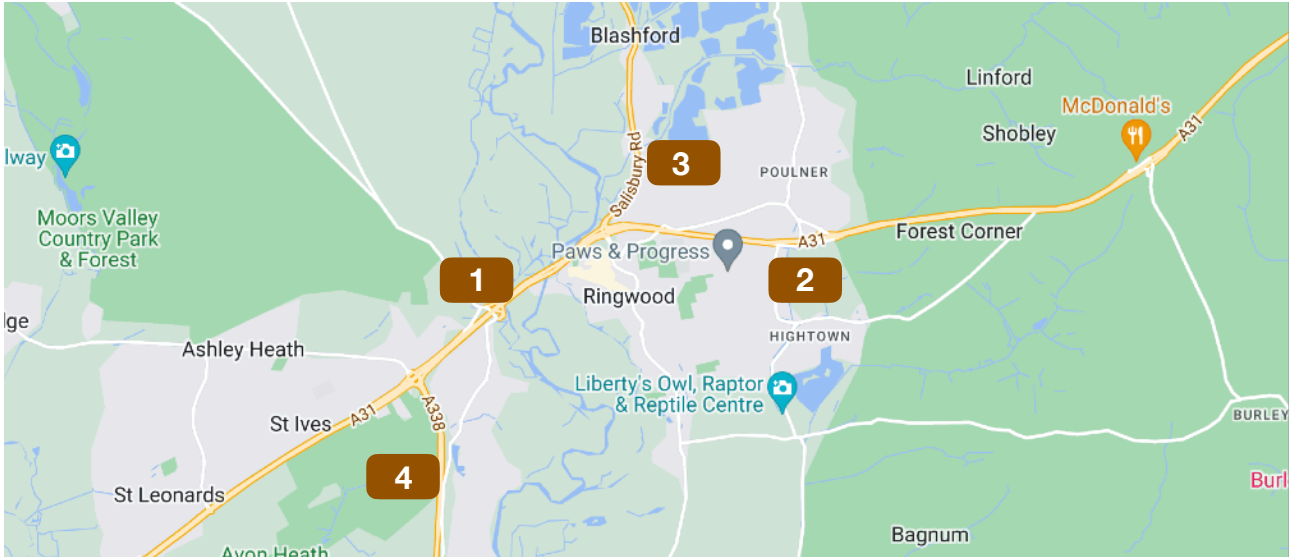 Blashford
Linford
McDonald's
Shobley
A31
lway
Salisbury Rd
3
POULNER
Moors Valley
Country Park
& Forest
Forest Corner
A31
Paws & Progress
1
2
Ringwood
lge
HIGHTOWN
Ashley Heath
Liberty's Owl, Raptor
& Reptile Centre
A31
A338
BURLEY
St Ives
4
Burl
St Leonards
Bagnum
Avon Heath